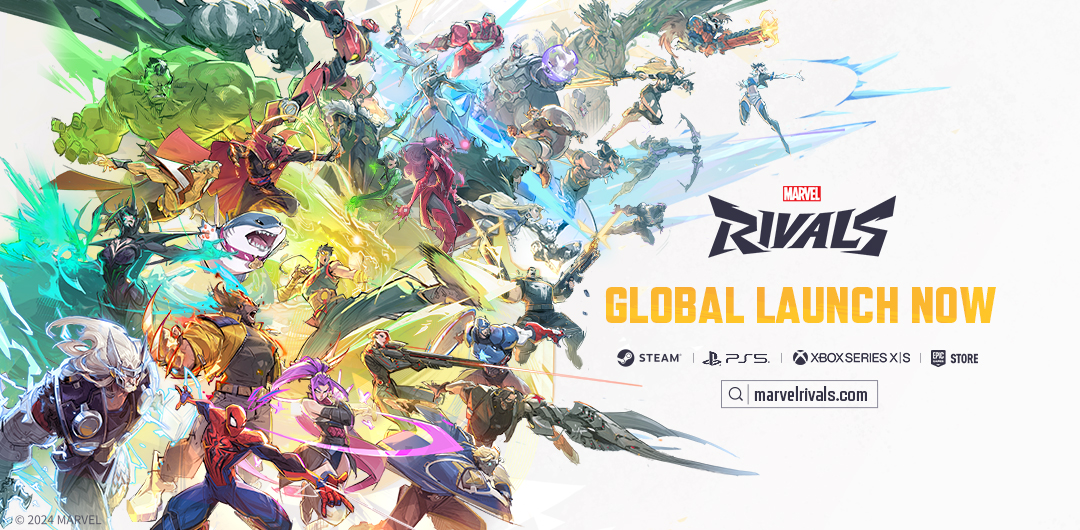 MARVEL
RIVALS
GLOBAL LAUNCH NOW
STEAM® | PS5® | XBOX SERIES X|S | EPIC GAMES STORE
marvelrivals.com
© 2024 MARVEL